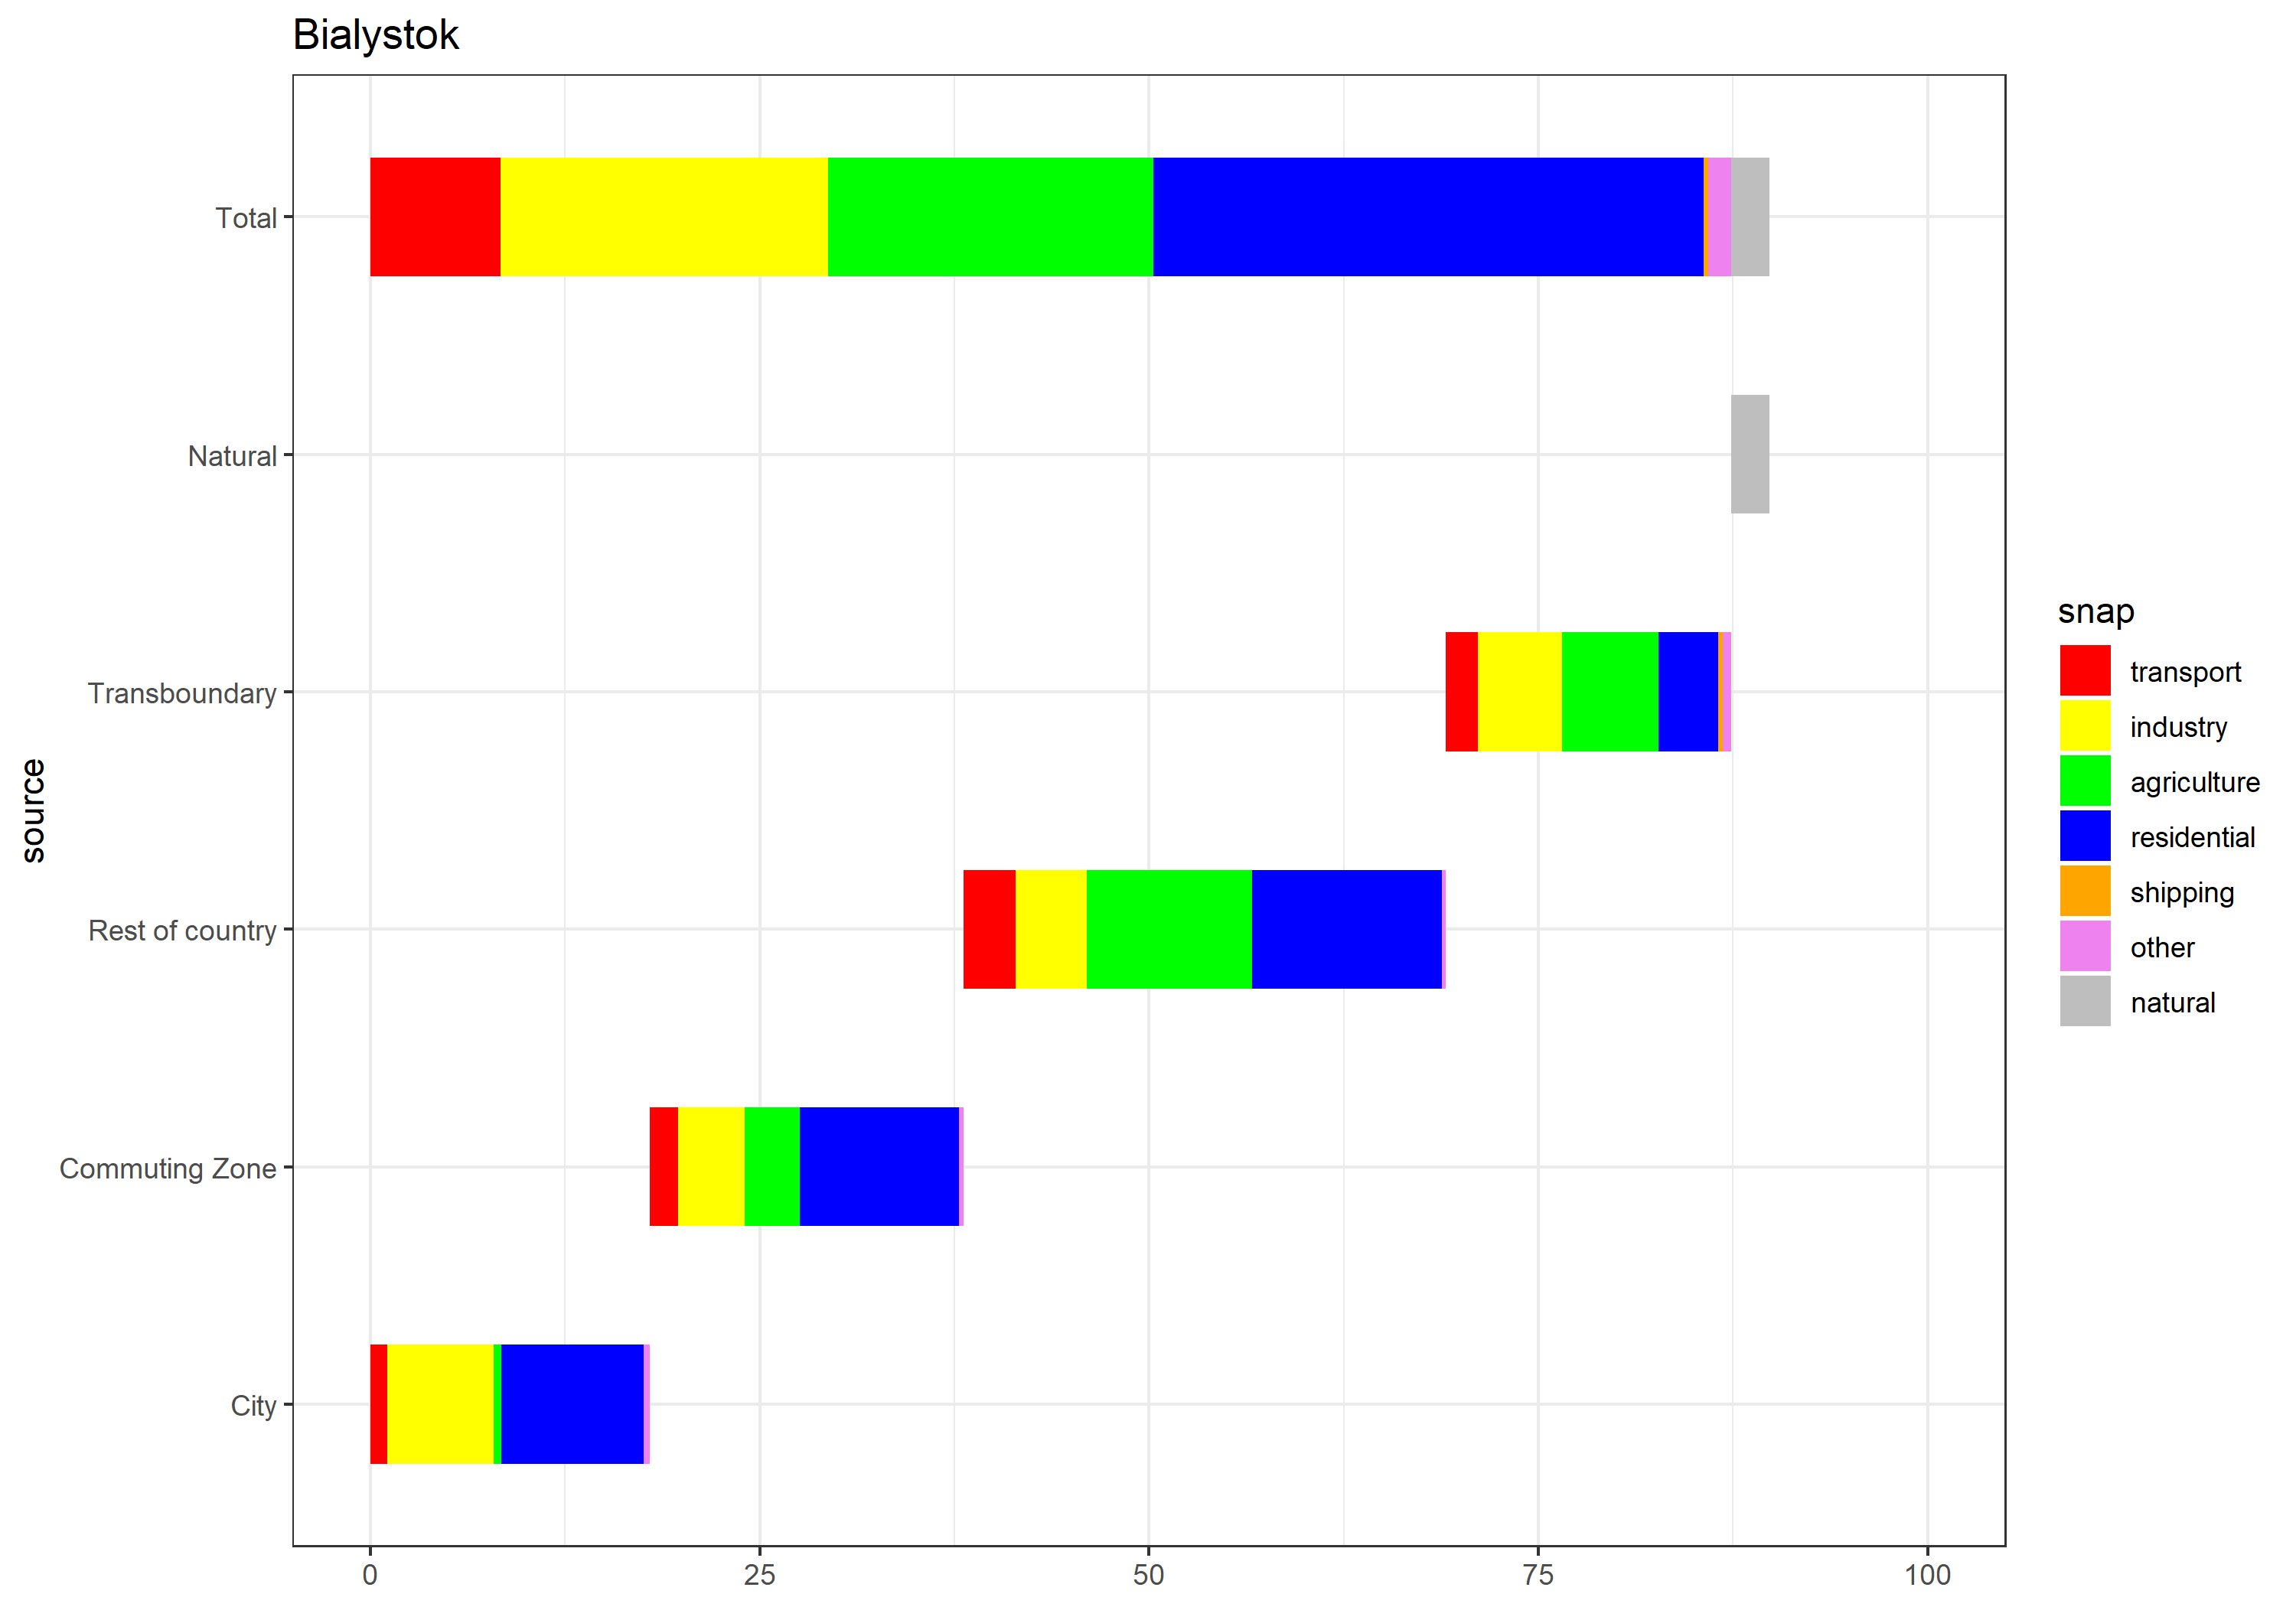 Bialystok
Total
Natural
Transboundary
Rest of country
Commuting Zone
City
source
0 25 50 75 100
snap
transport
industry
agriculture
residential
shipping
other
natural